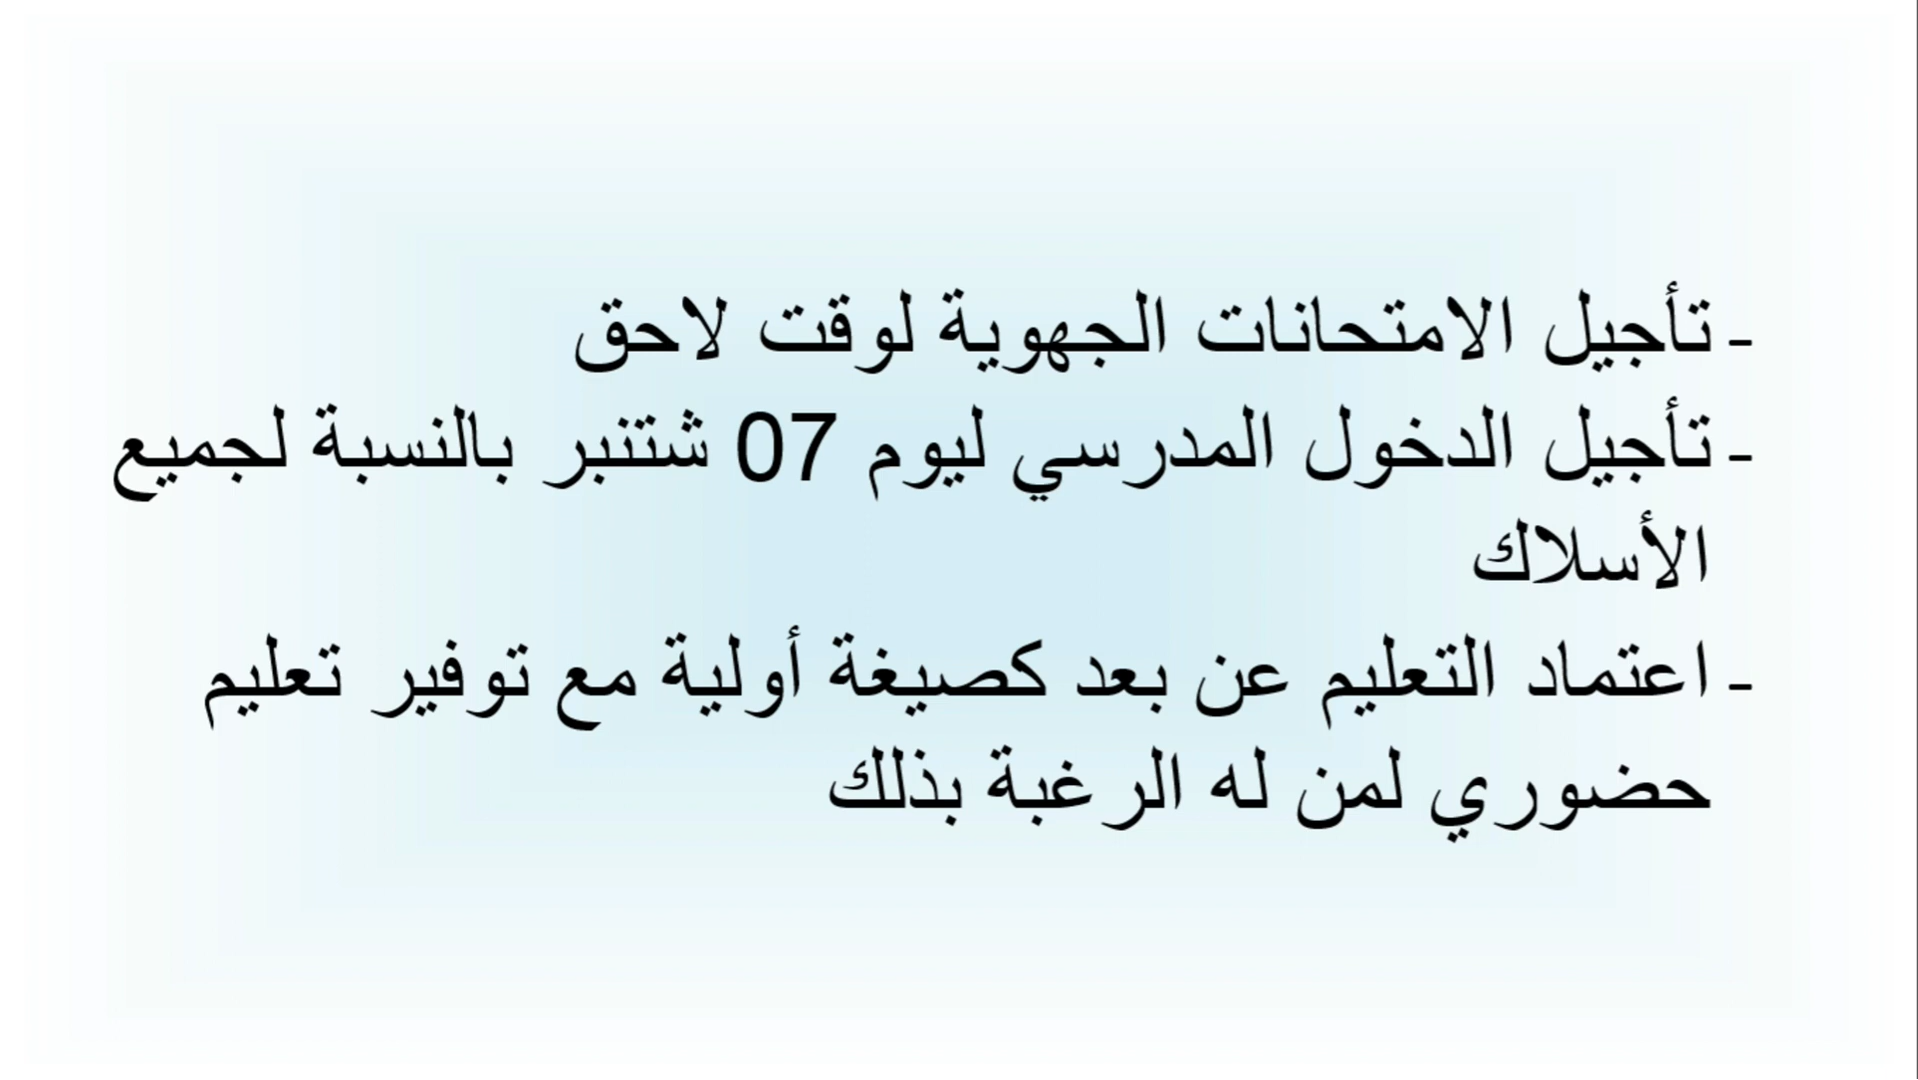 - تأجيل الامتحانات الجهوية لوقت لاحق
- تأجيل الدخول المدرسي ليوم 07 شتنبر بالنسبة لجميع
الأسلاك
- اعتماد التعليم عن بعد كصيغة أولية مع توفير تعليم
حضوري لمن له الرغبة بذلك